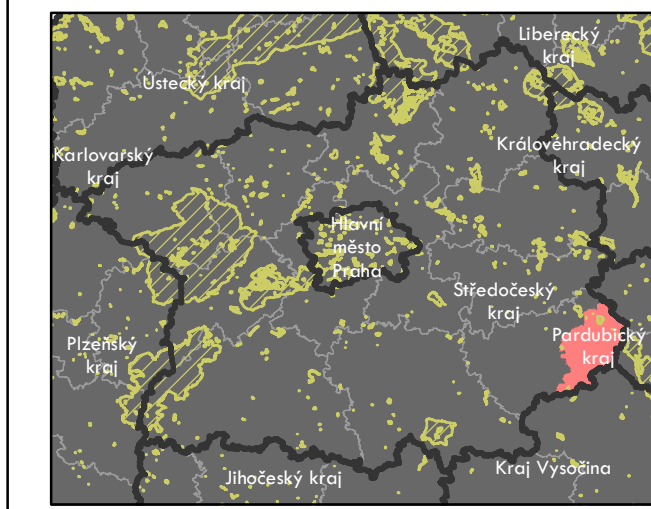 Liberecký
kraj
Ústecký kraj
Karlovarský
kraj
Královéhradecký
kraj
Hlavní
město
Praha
Středočeský
kraj
Plzeňský
kraj
Pardubický
kraj
Kraj Vysočina
Jihočeský kraj